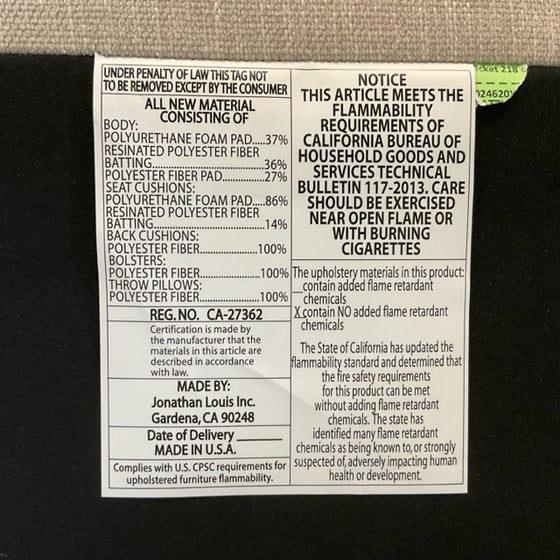 UNDER PENALTY OF LAW THIS TAG NOT
TO BE REMOVED EXCEPT BY THE CONSUMER
ALL NEW MATERIAL
CONSISTING OF
BODY:
POLYURETHANE FOAM PAD....37%
RESINATED POLYESTER FIBER
BATTING...........................36%
POLYESTER FIBER PAD..........27%
SEAT CUSHIONS:
POLYURETHANE FOAM PAD....86%
RESINATED POLYESTER FIBER
BATTING...........................14%
BACK CUSHIONS:
POLYESTER FIBER..............100%
BOLSTERS:
POLYESTER FIBER..............100%
THROW PILLOWS:
POLYESTER FIBER..............100%
REG.NO. CA-27362
Certification is made by
the manufacturer that the
materials in this article are
described in accordance
with law.
MADE BY:
Jonathan Louis Inc.
Gardena, CA 90248
Date of Delivery ______
MADE IN U.S.A.
Complies with U.S. CPSC requirements for
upholstered furniture flammability.
NOTICE
THIS ARTICLE MEETS THE
FLAMMABILITY
REQUIREMENTS OF
CALIFORNIA BUREAU OF
HOUSEHOLD GOODS AND
SERVICES TECHNICAL
BULLETIN 117-2013. CARE
SHOULD BE EXERCISED
NEAR OPEN FLAME OR
WITH BURNING
CIGARETTES
The upholstery materials in this product:
__contain added flame retardant
chemicals
X contain NO added flame retardant
chemicals
The State of California has updated the
flammability standard and determined that
the fire safety requirements
for this product can be met
without adding flame retardant
chemicals. The state has
identified many flame retardant
chemicals as being known to, or strongly
suspected of, adversely impacting human
health or development.
218